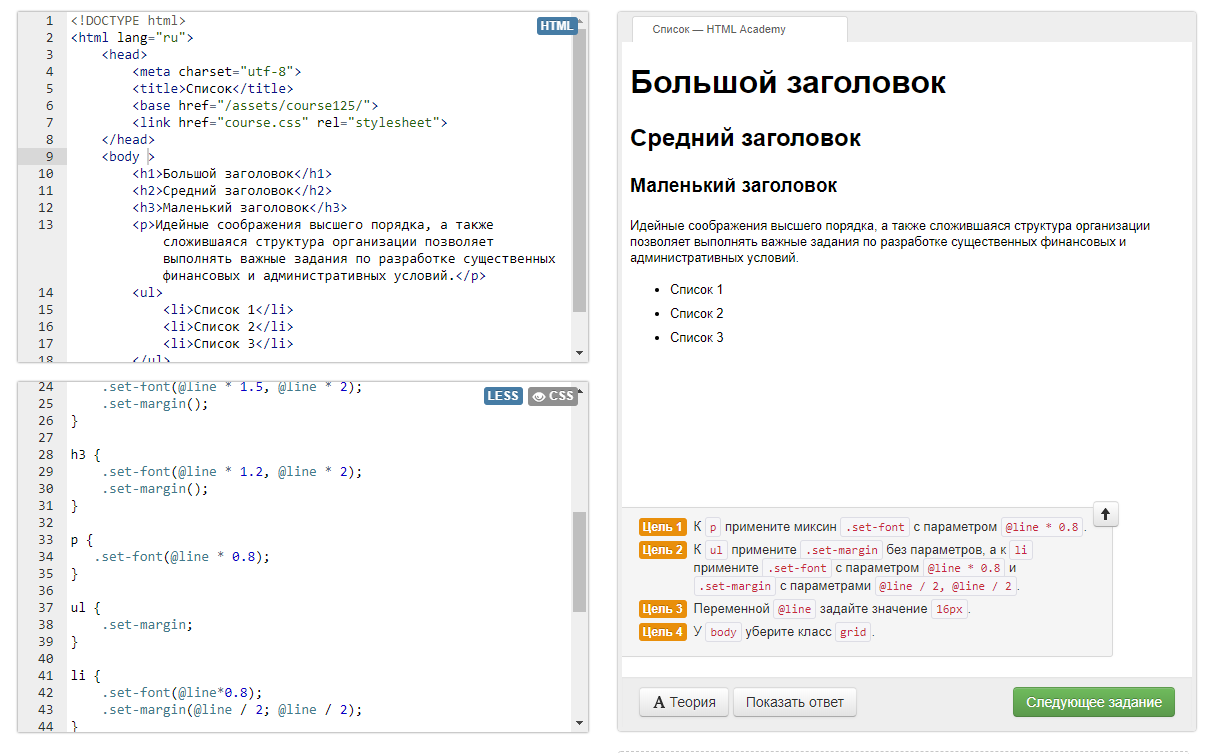 1 <!DOCTYPE html>
2 <html lang="ru">
3 <head>
4 <meta charset="utf-8">
5 <title>Список</title>
6 <base href="/assets/course125/">
7 <link href="course.css" rel="stylesheet">
8 </head>
9 <body >
10 <h1>Большой заголовок</h1>
11 <h2>Средний заголовок</h2>
12 <h3>Маленький заголовок</h3>
13 <p>Идейные соображения высшего порядка, а также
сложившаяся структура организации позволяет
выполнять важные задания по разработке существенных
финансовых и административных условий.</p>
14 <ul>
15 <li>Список 1</li>
16 <li>Список 2</li>
17 <li>Список 3</li>
18 </ul>
HTML
24 .set-font(@line * 1.5, @line * 2);
25 .set-margin();
26 }
27
28 h3 {
29 .set-font(@line * 1.2, @line * 2);
30 .set-margin();
31 }
32
33 p {
34 .set-font(@line * 0.8);
35 }
36
37 ul {
38 .set-margin;
39 }
40
41 li {
42 .set-font(@line*0.8);
43 .set-margin(@line / 2; @line / 2);
44 }
LESS CSS
Список — HTML Academy
Большой заголовок
Средний заголовок
Маленький заголовок
Идейные соображения высшего порядка, а также сложившаяся структура организации
позволяет выполнять важные задания по разработке существенных финансовых и
административных условий.
• Список 1
• Список 2
• Список 3
Цель 1 К p примените миксин .set-font с параметром @line * 0.8.
Цель 2 К ul примените .set-margin без параметров, а к li
примените .set-font с параметром @line * 0.8 и
.set-margin с параметрами @line / 2, @line / 2.
Цель 3 Переменной @line задайте значение 16px.
Цель 4 У body уберите класс grid.
A Теория Показать ответ Следующее задание